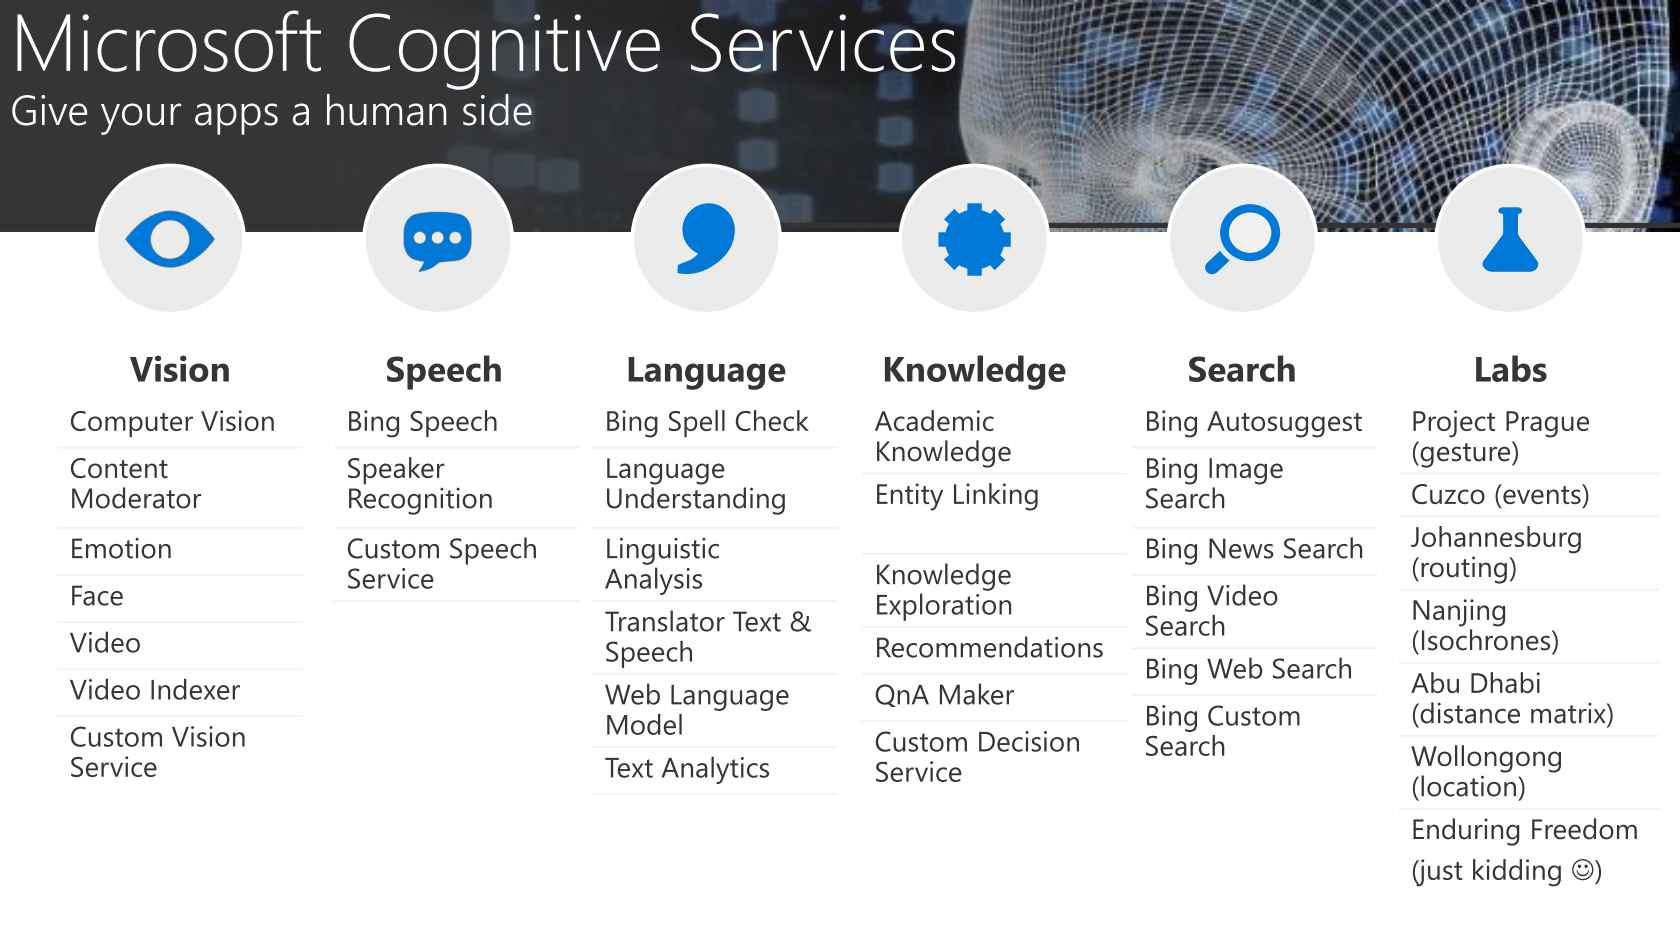 Microsoft Cognitive Services
Give your apps a human side
Vision
Computer Vision
Content
Moderator
Emotion
Face
Video
Video Indexer
Custom Vision
Service
Speech
Bing Speech
Speaker
Recognition
Custom Speech
Service
Language
Bing Spell Check
Language
Understanding
Linguistic
Analysis
Translator Text &
Speech
Web Language
Model
Text Analytics
Knowledge
Academic
Knowledge
Entity Linking
Knowledge
Exploration
Recommendations
QnA Maker
Custom Decision
Service
Search
Bing Autosuggest
Bing Image
Search
Bing News Search
Bing Video
Search
Bing Web Search
Bing Custom
Search
Labs
Project Prague
(gesture)
Cuzco (events)
Johannesburg
(routing)
Nanjing
(Isochrones)
Abu Dhabi
(distance matrix)
Wollongong
(location)
Enduring Freedom
(just kidding ☺)